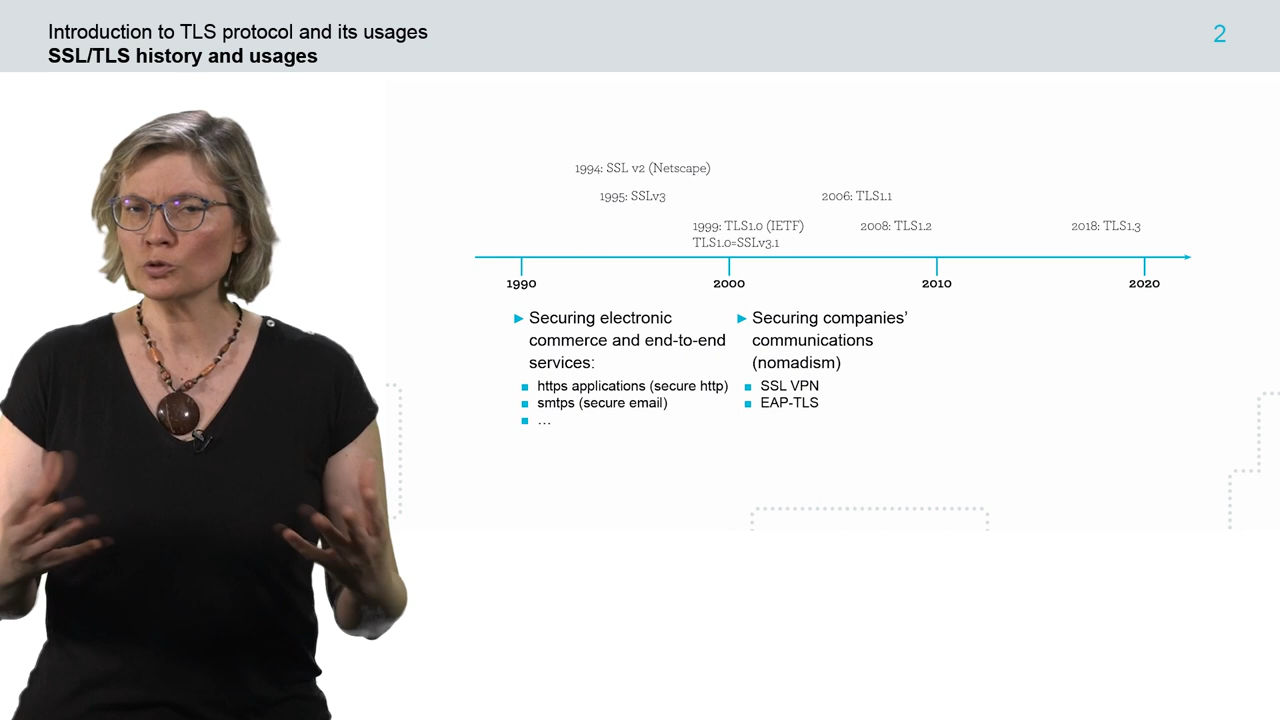 Introduction to TLS protocol and its usages
SSL/TLS history and usages
2
1994: SSL v2 (Netscape)
1995: SSLv3
2006: TLS1.1
1999: TLS1.0 (IETF)
TLS1.0=SSLv3.1
2008: TLS1.2
2018: TLS1.3
1990
2000
2010
2020
► Securing electronic
commerce and end-to-end
services:
■ https applications (secure http)
■ smtps (secure email)
■ …
► Securing companies’
communications
(nomadism)
■ SSL VPN
■ EAP-TLS